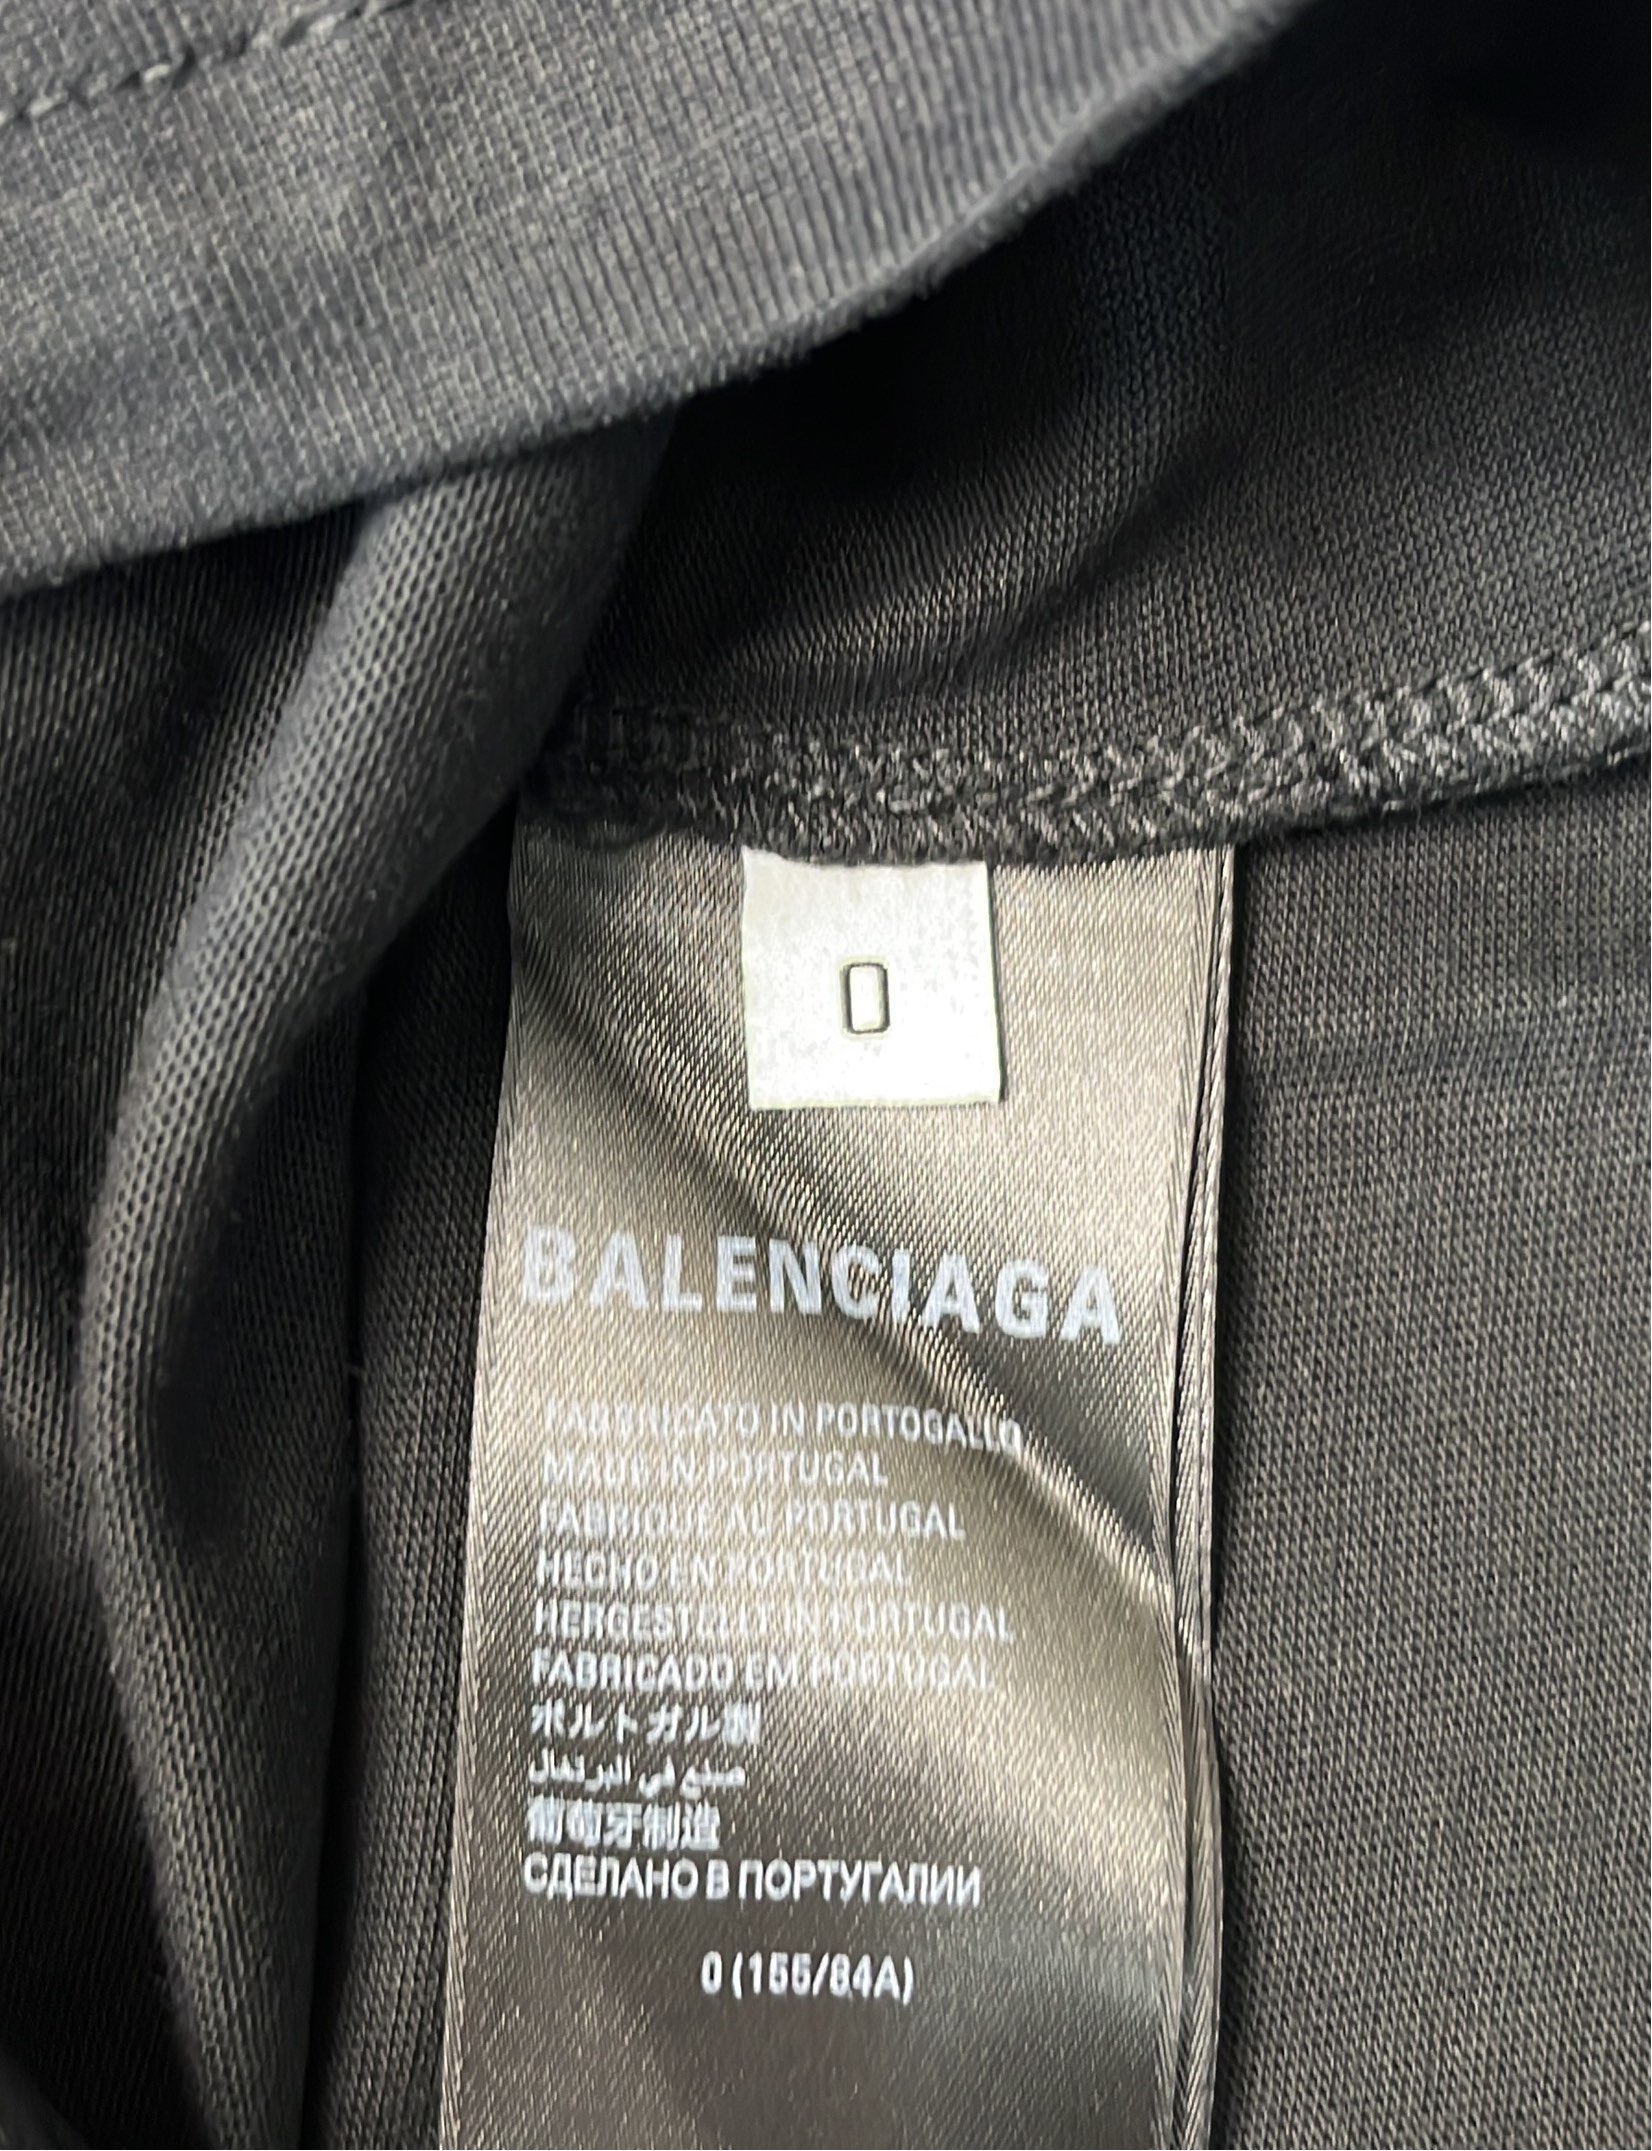 0
BALENCIAGA
FABBRICATO IN PORTOGALLO
MADE IN PORTUGAL
FABRIQUE AU PORTUGAL
HECHO EN PORTUGAL
HERGESTELLT IN PORTUGAL
FABRICADO EM PORTUGAL
ポルトガル製
صنع في البرتغال
葡萄牙制造
СДЕЛАНО В ПОРТУГАЛИИ
0 (155/84A)